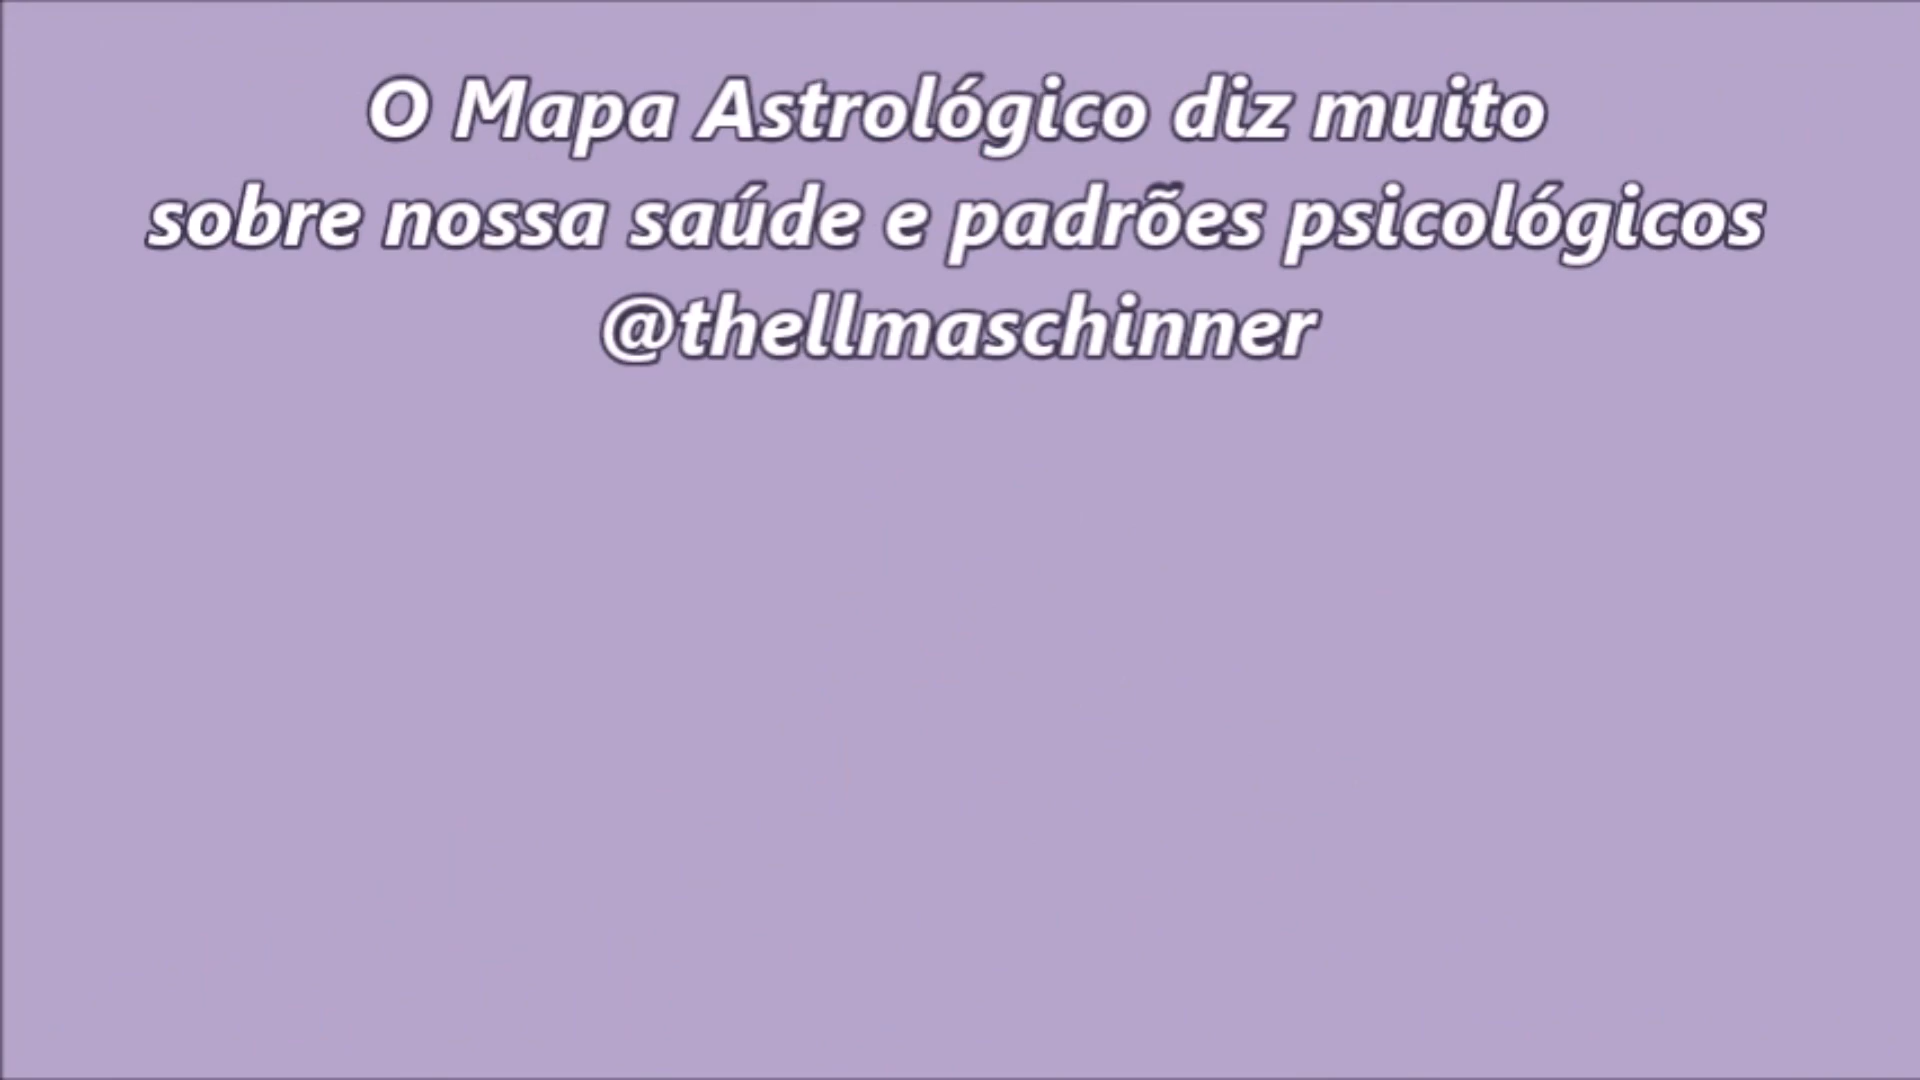 O Mapa Astrológico diz muito
sobre nossa saúde e padrões psicológicos
@thellmaschinner